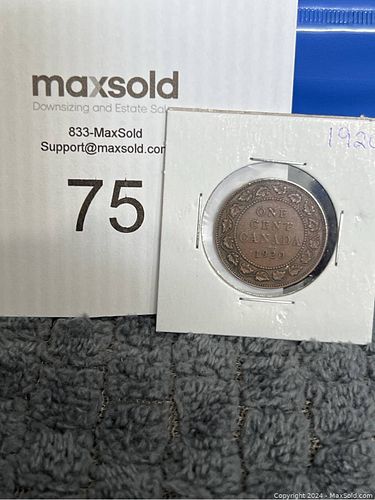 maxsold
Downsizing and Estate Sal
833-MaxSold
Support@maxsold.com
75
1920
ONE
CENT
CANADA
1920
Copyright 2024 - MaxSold.com